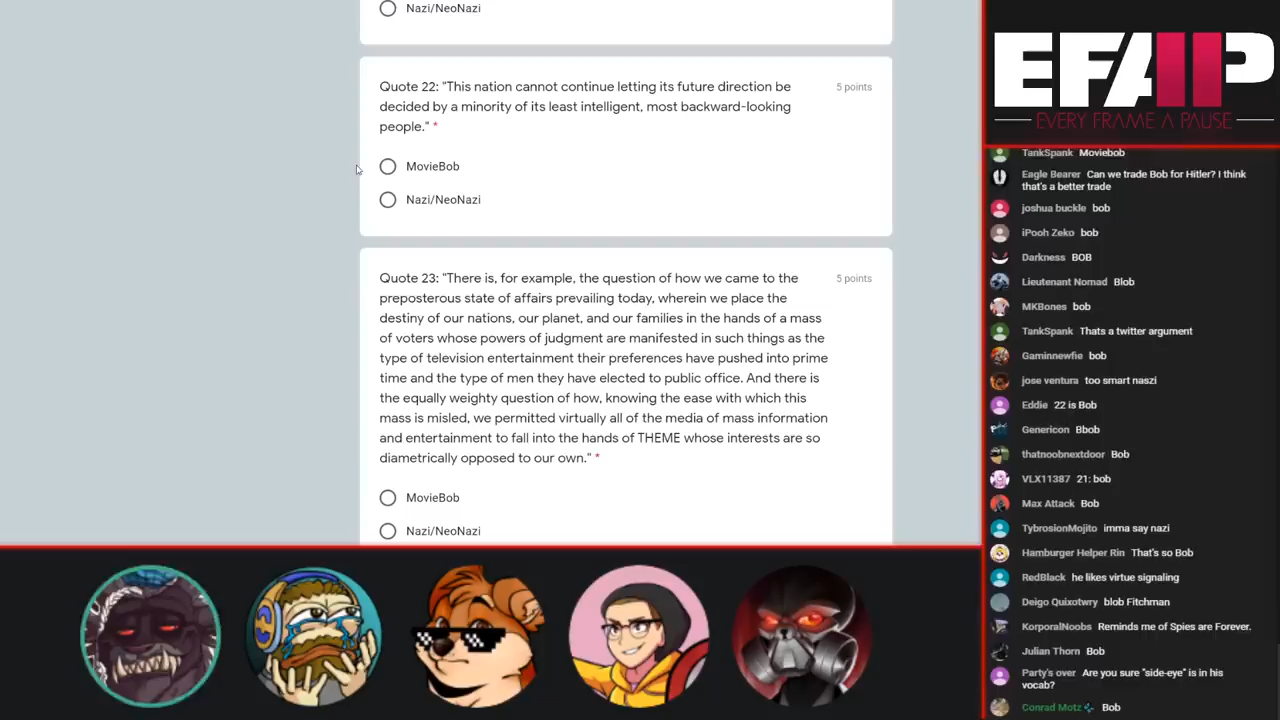 Nazi/NeoNazi
Quote 22: "This nation cannot continue letting its future direction be
decided by a minority of its least intelligent, most backward-looking
people." *
5 points
MovieBob
Nazi/NeoNazi
Quote 23: "There is, for example, the question of how we came to the
preposterous state of affairs prevailing today, wherein we place the
destiny of our nations, our planet, and our families in the hands of a mass
of voters whose powers of judgment are manifested in such things as the
type of television entertainment their preferences have pushed into prime
time and the type of men they have elected to public office. And there is
the equally weighty question of how, knowing the ease with which this
mass is misled, we permitted virtually all of the media of mass information
and entertainment to fall into the hands of THEME whose interests are so
diametrically opposed to our own." *
5 points
MovieBob
Nazi/NeoNazi
EFAP
EVERY FRAME A PAUSE
TankSpank Moviebob
Eagle Bearer Can we trade Bob for Hitler? I think
that's a better trade
joshua buckle bob
iPooh Zeko bob
Darkness BOB
Lieutenant Nomad Blob
MKBones bob
TankSpank Thats a twitter argument
Gaminnewfie bob
jose ventura too smart naszi
Eddie 22 is Bob
Genericon Bbob
thatnoobnextdoor Bob
VLX11387 21: bob
Max Attack Bob
TybrosionMojito imma say nazi
Hamburger Helper Rin That's so Bob
RedBlack he likes virtue signaling
Deigo Quixotwry blob Fitchman
KorporalNoobs Reminds me of Spies are Forever.
Julian Thorn Bob
Party's over Are you sure "side-eye" is in his
vocab?
Conrad Motz Bob